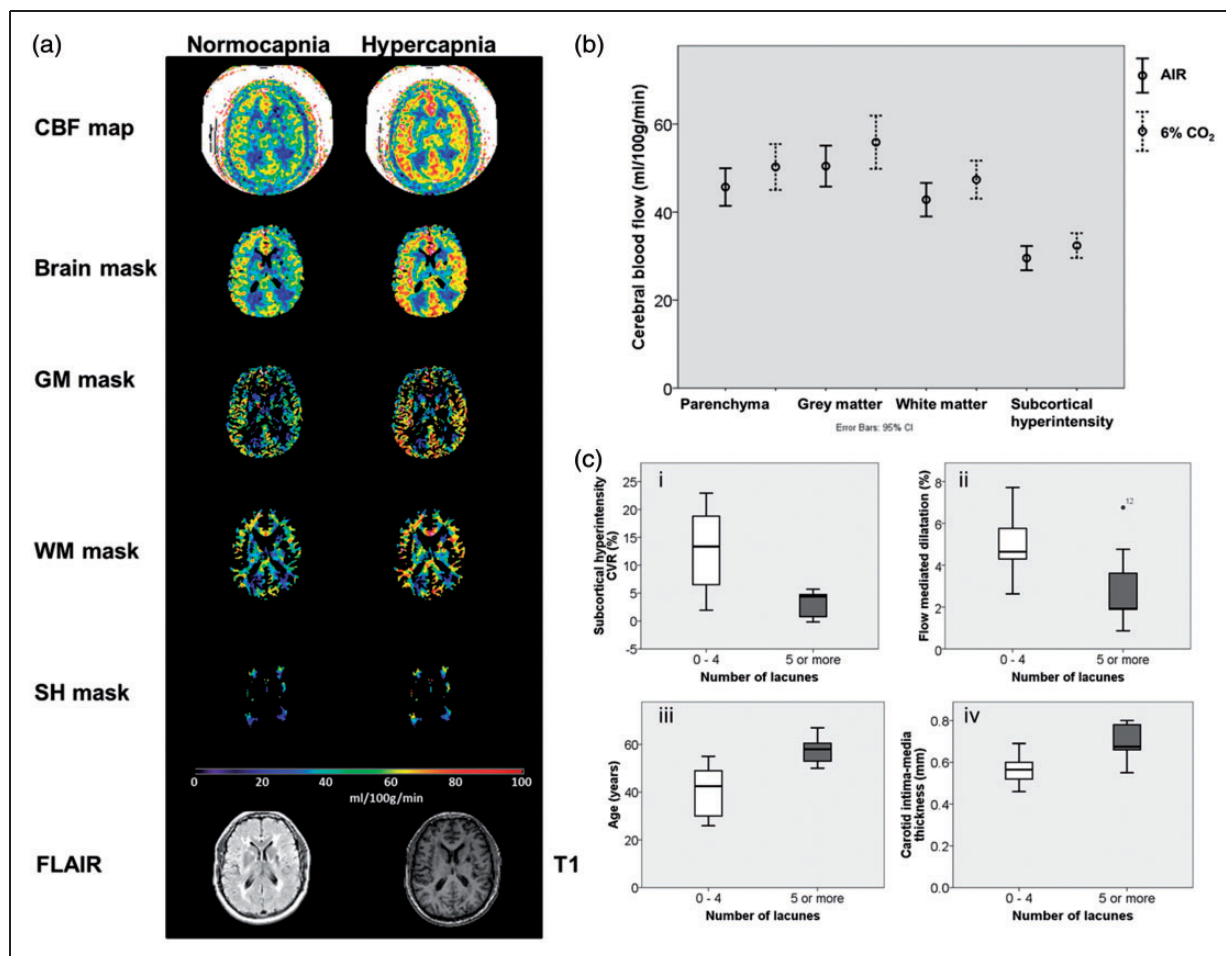 (a)
Normocapnia Hypercapnia
CBF map
Brain mask
GM mask
WM mask
SH mask
0 20 40 60 80 100
ml/100g/min
FLAIR
T1
(b)
Cerebral blood flow (ml/100g/min)
60
40
20
0
Parenchyma Grey matter White matter Subcortical
hyperintensity
Error Bars: 95% CI
AIR
6% CO₂
(c)
i
Subcortical hyperintensity
CVR (%)
25
20
15
10
5
0
-5
0 - 4 5 or more
Number of lacunes
ii
Flow mediated dilatation (%)
8
6
4
2
0
12
0 - 4 5 or more
Number of lacunes
iii
Age (years)
60
40
20
0
0 - 4 5 or more
Number of lacunes
iv
Carotid intima-media
thickness (mm)
0.8
0.6
0.4
0.2
0.0
0 - 4 5 or more
Number of lacunes